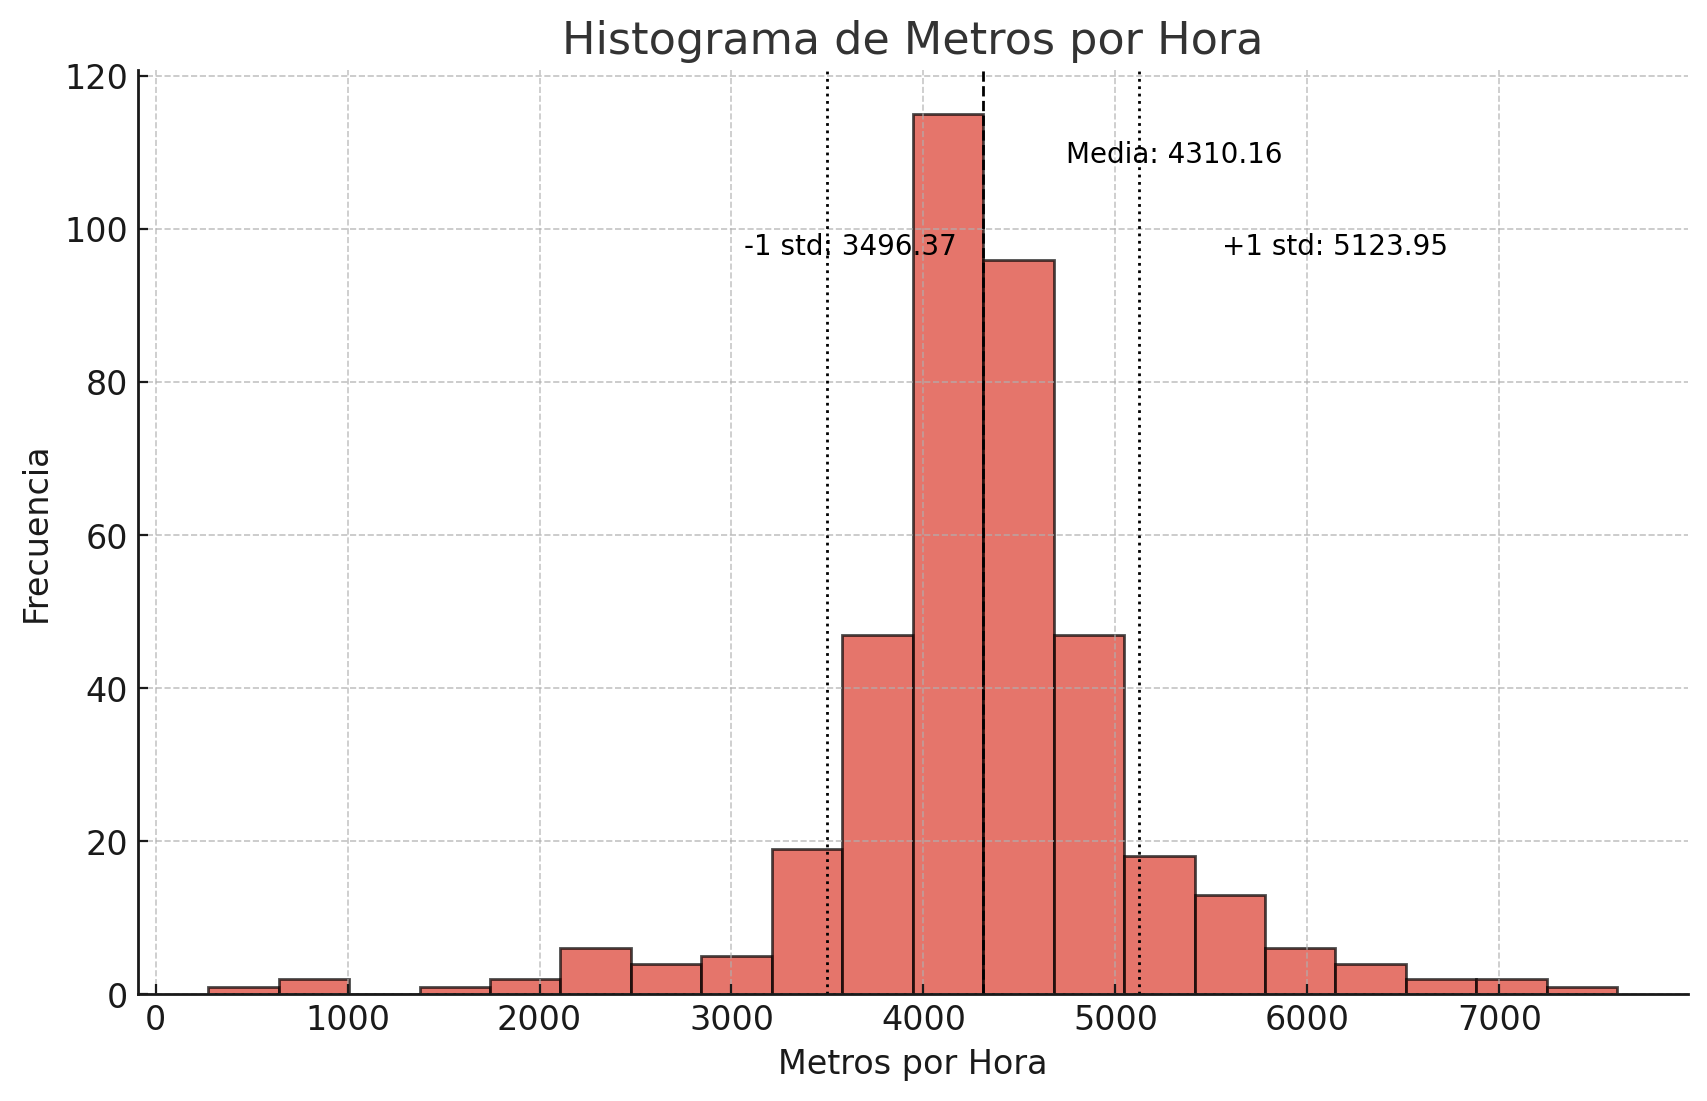 Histograma de Metros por Hora
120
100
80
60
40
20
0
Frecuencia
Media: 4310.16
-1 std: 3496.37
+1 std: 5123.95
0 1000 2000 3000 4000 5000 6000 7000
Metros por Hora